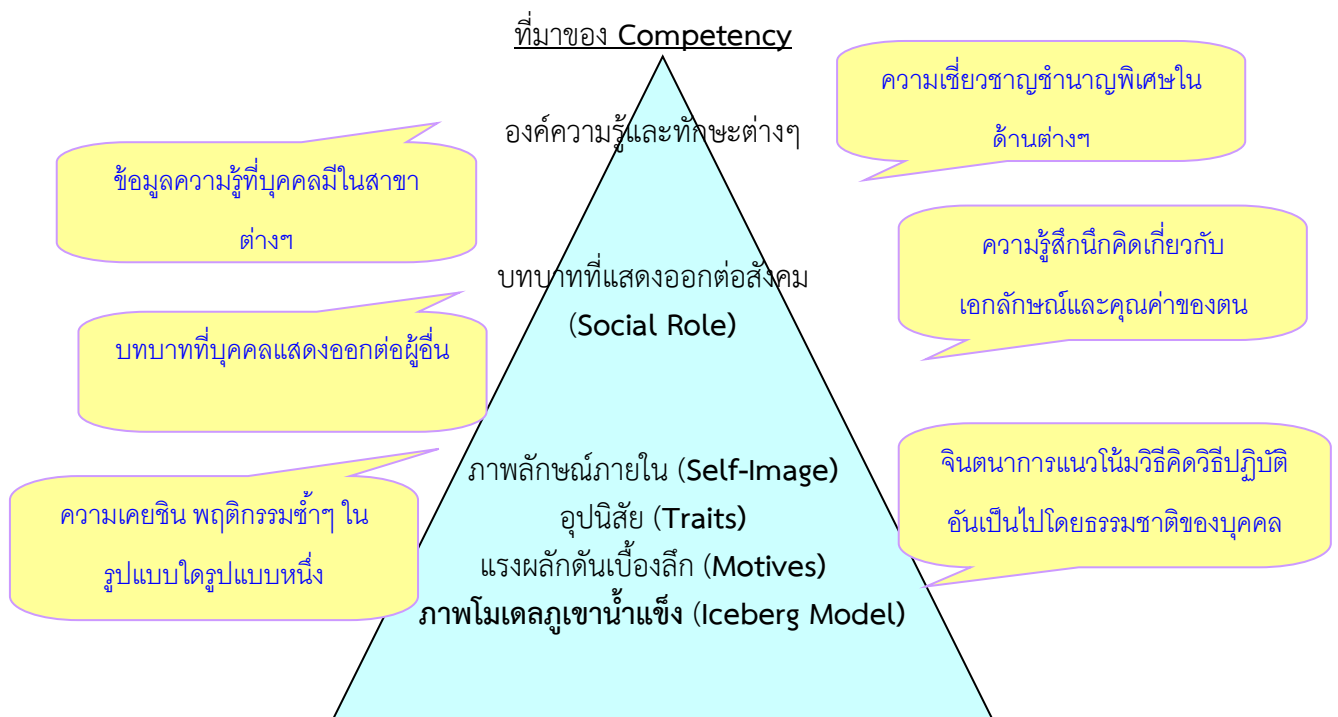 ที่มาของ Competency
ความเชี่ยวชาญชำนาญพิเศษใน
ด้านต่างๆ
องค์ความรู้และทักษะต่างๆ
ข้อมูลความรู้ที่บุคคลมีในสาขา
ต่างๆ
ความรู้สึกนึกคิดเกี่ยวกับ
เอกลักษณ์และคุณค่าของตน
บทบาทที่แสดงออกต่อสังคม
(Social Role)
บทบาทที่บุคคลแสดงออกต่อผู้อื่น
จินตนาการแนวโน้มวิธีคิดวิธีปฏิบัติ
อันเป็นไปโดยธรรมชาติของบุคคล
ภาพลักษณ์ภายใน (Self-Image)
อุปนิสัย (Traits)
แรงผลักดันเบื้องลึก (Motives)
ภาพโมเดลภูเขาน้ำแข็ง (Iceberg Model)
ความเคยชิน พฤติกรรมซ้ำๆ ใน
รูปแบบใดรูปแบบหนึ่ง